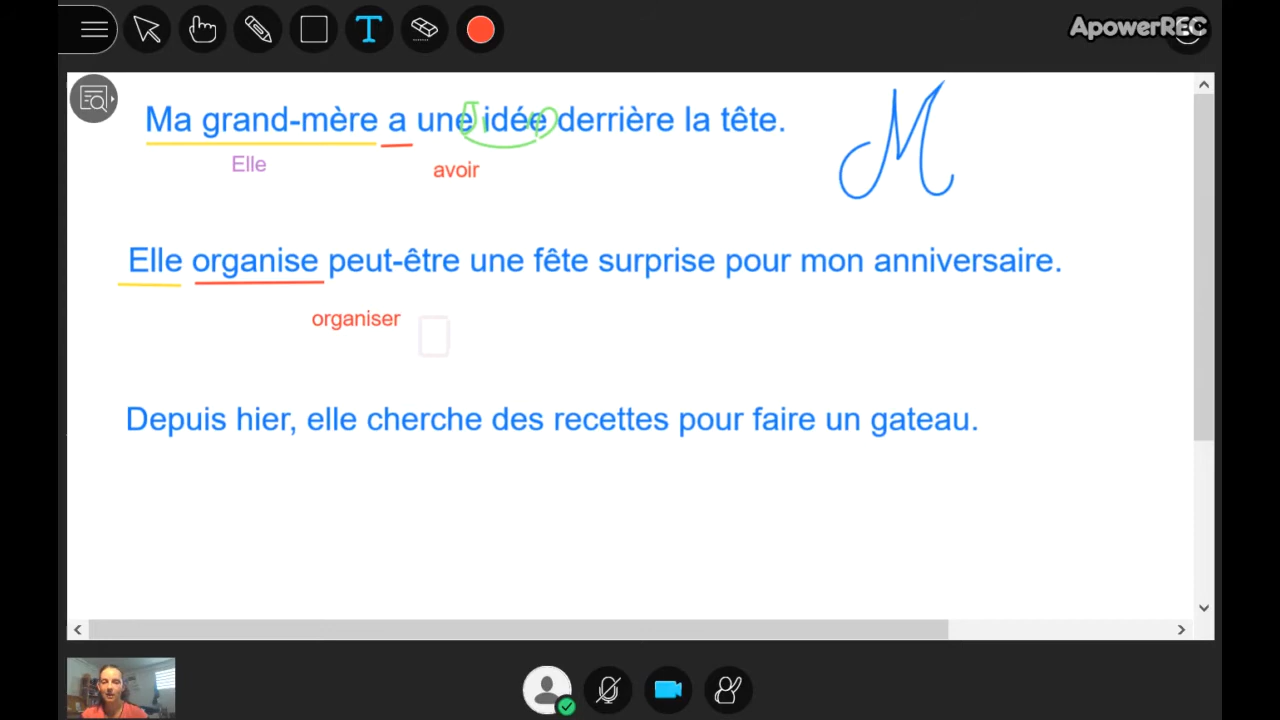 ApowerREC
Ma grand-mère a une idée derrière la tête.
M
Elle
avoir
Elle organise peut-être une fête surprise pour mon anniversaire.
organiser
Depuis hier, elle cherche des recettes pour faire un gateau.